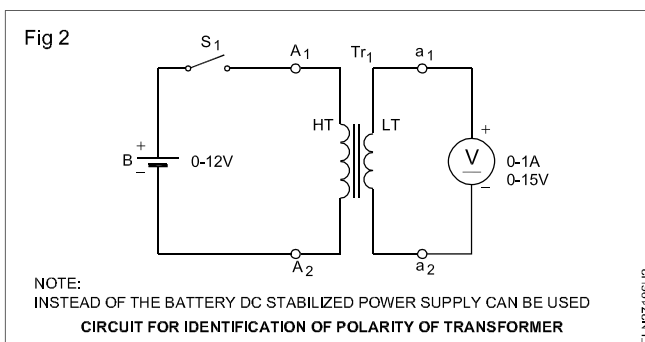 Fig 2
S1
A1
Tr1
a1
HT
LT
+
B
−
0-12V
+
V
−
0-1A
0-15V
A2
a2
NOTE:
INSTEAD OF THE BATTERY DC STABILIZED POWER SUPPLY CAN BE USED
CIRCUIT FOR IDENTIFICATION OF POLARITY OF TRANSFORMER